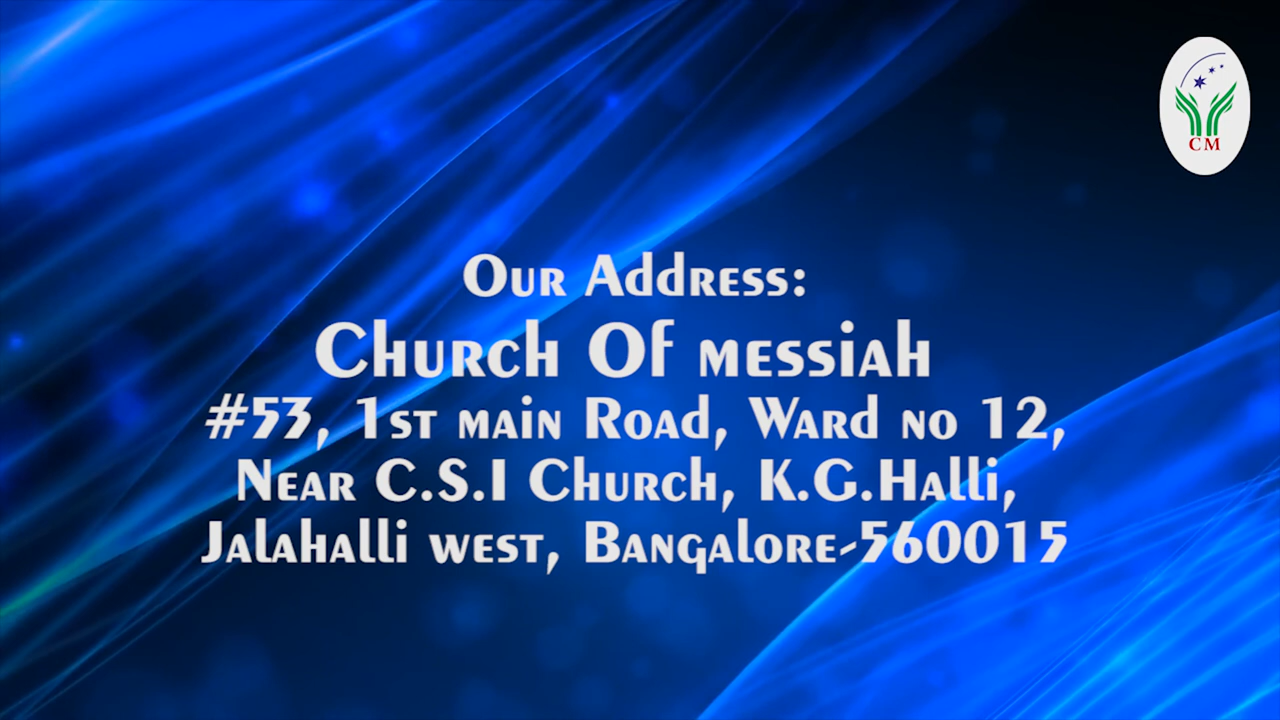 CM
Our Address:
Church Of messiah
#53, 1st main Road, Ward no 12,
Near C.S.I Church, K.G.Halli,
Jalahalli west, Bangalore-560015